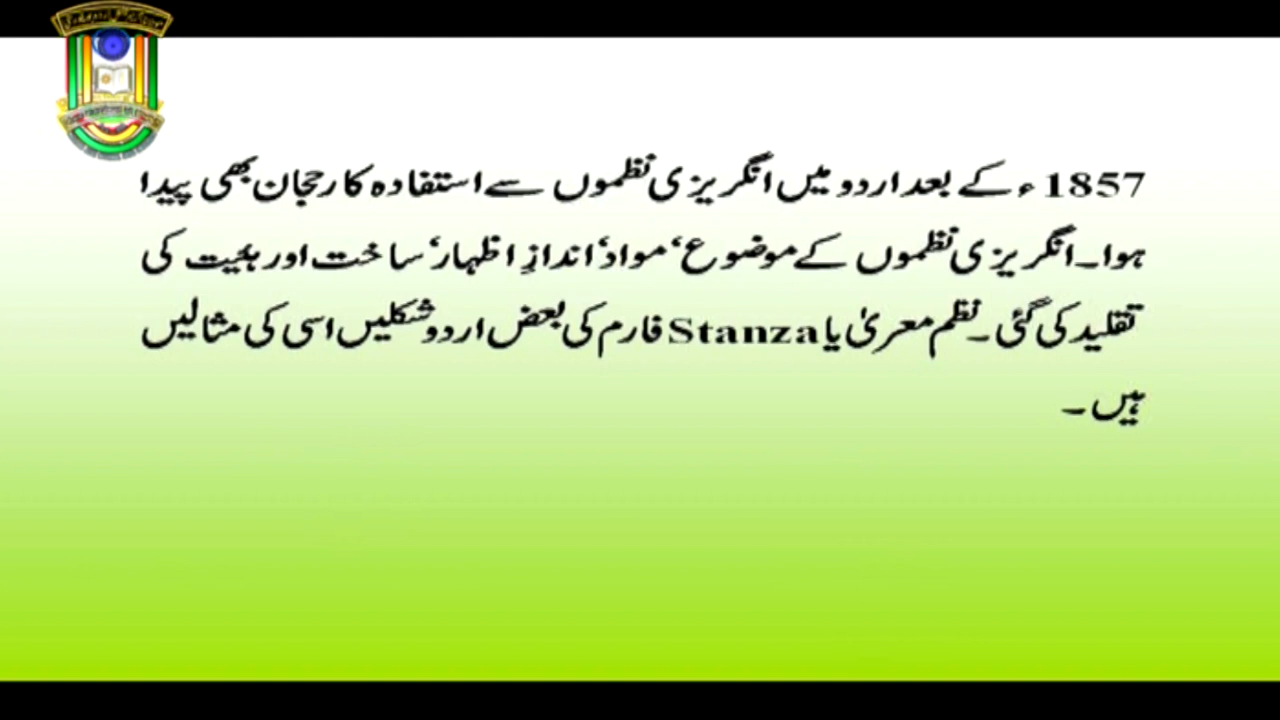 1857ء کے بعد اردو میں انگریزی نظموں سے استفادہ کا رجحان بھی پیدا
ہوا۔ انگریزی نظموں کے موضوع‘ مواد‘ اندازِ اظہار‘ ساخت اور ہیئیت کی
تقلید کی گئی ۔ نظم معریٰ یا Stanza فارم کی بعض اردو شکلیں اسی کی مثالیں
ہیں ۔